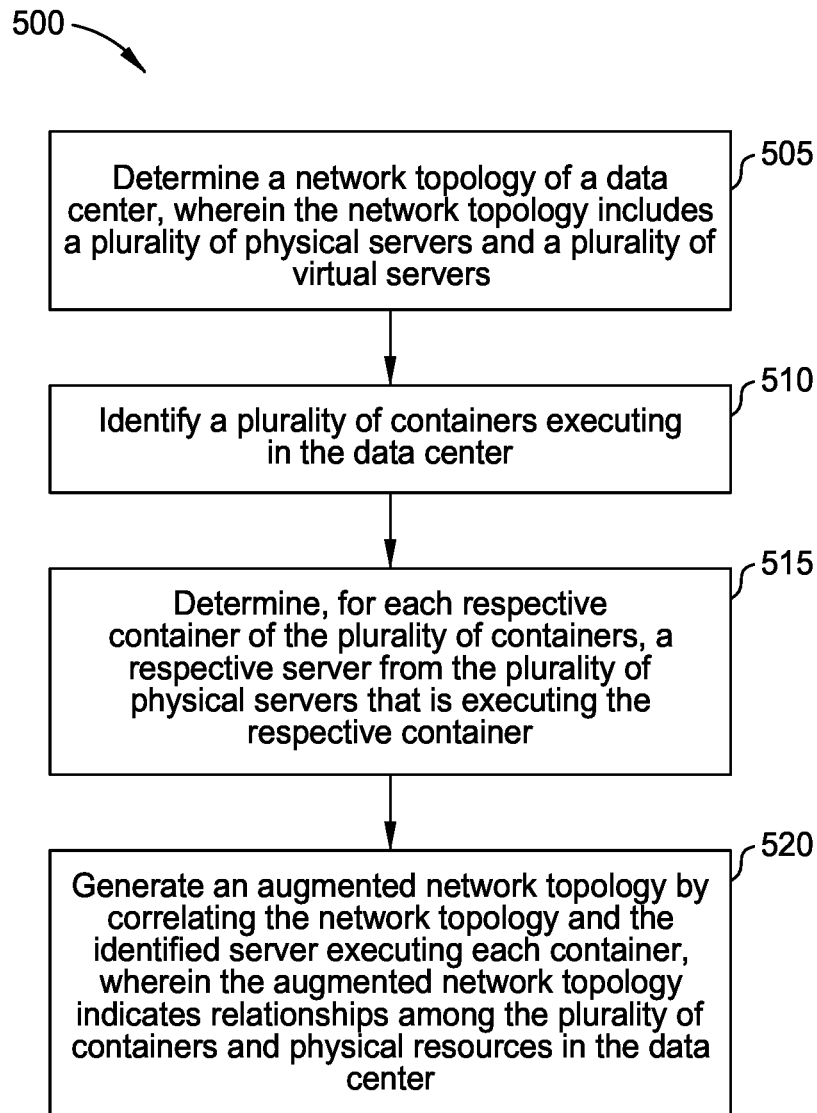 500
505
Determine a network topology of a data
center, wherein the network topology includes
a plurality of physical servers and a plurality of
virtual servers
510
Identify a plurality of containers executing
in the data center
515
Determine, for each respective
container of the plurality of containers, a
respective server from the plurality of
physical servers that is executing the
respective container
520
Generate an augmented network topology by
correlating the network topology and the
identified server executing each container,
wherein the augmented network topology
indicates relationships among the plurality of
containers and physical resources in the data
center